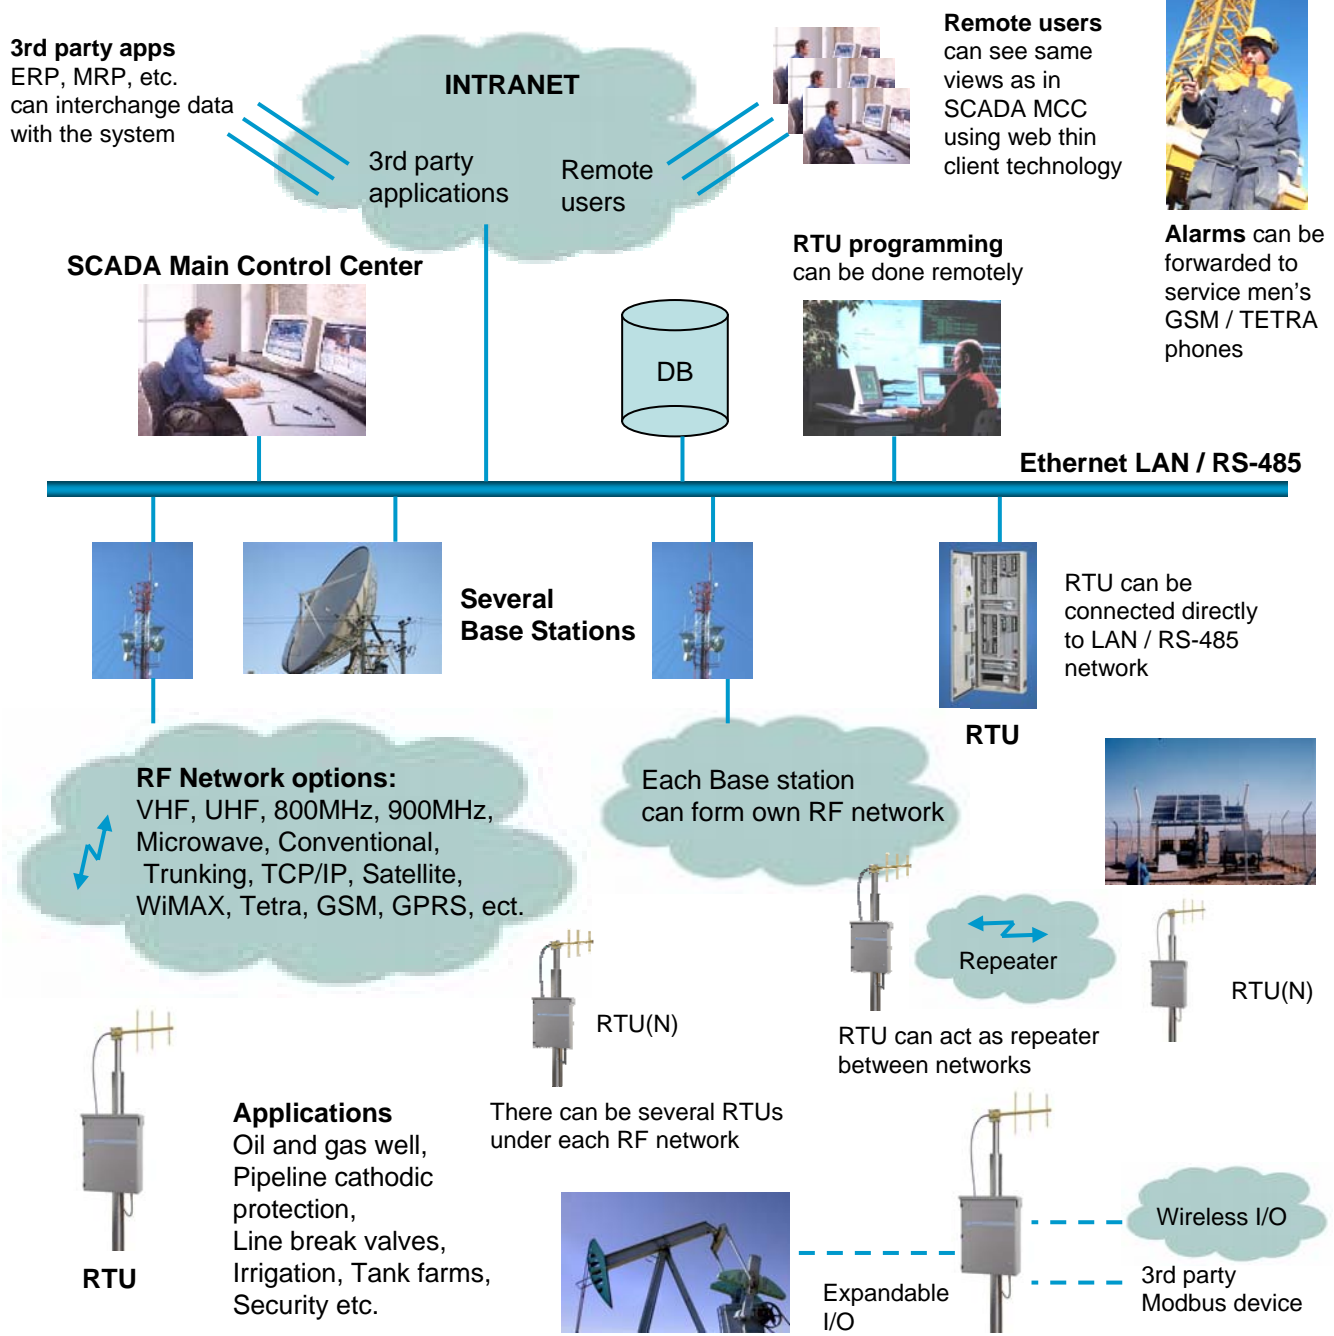 3rd party apps
ERP, MRP, etc.
can interchange data
with the system
INTRANET
3rd party
applications
Remote
users
Remote users
can see same
views as in
SCADA MCC
using web thin
client technology
Alarms can be
forwarded to
service men's
GSM / TETRA
phones
SCADA Main Control Center
DB
RTU programming
can be done remotely
Ethernet LAN / RS-485
Several
Base Stations
RTU can be
connected directly
to LAN / RS-485
network
RTU
RF Network options:
VHF, UHF, 800MHz, 900MHz,
Microwave, Conventional,
Trunking, TCP/IP, Satellite,
WiMAX, Tetra, GSM, GPRS, ect.
Each Base station
can form own RF network
Repeater
RTU(N)
RTU(N)
RTU can act as repeater
between networks
There can be several RTUs
under each RF network
RTU
Applications
Oil and gas well,
Pipeline cathodic
protection,
Line break valves,
Irrigation, Tank farms,
Security etc.
Expandable
I/O
Wireless I/O
3rd party
Modbus device